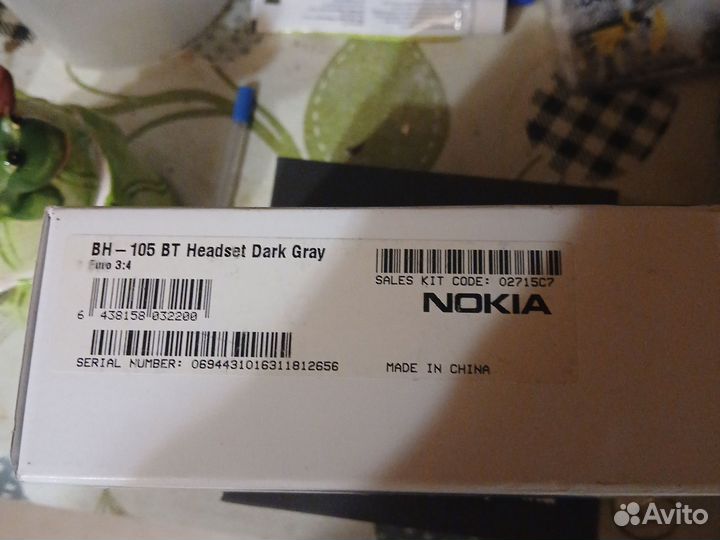 BH-105 BT Headset Dark Gray
Euro 3:4
SALES KIT CODE: 02715C7
6 438158 032200
NOKIA
SERIAL NUMBER: 0694431016311812656
MADE IN CHINA
Avito